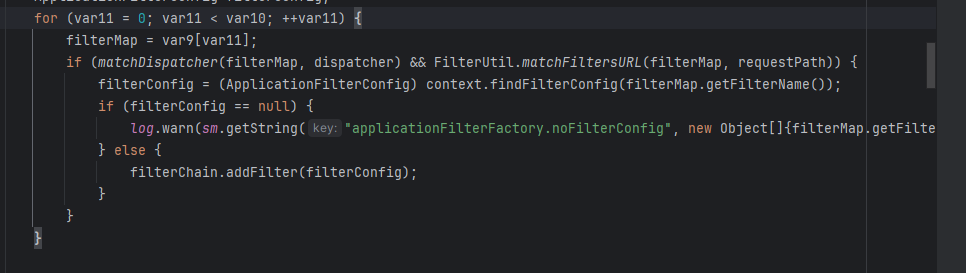 for (var11 = 0; var11 < var10; ++var11) {
filterMap = var9[var11];
if (matchDispatcher(filterMap, dispatcher) && FilterUtil.matchFiltersURL(filterMap, requestPath)) {
filterConfig = (ApplicationFilterConfig) context.findFilterConfig(filterMap.getFilterName());
if (filterConfig == null) {
log.warn(sm.getString( key: "applicationFilterFactory.noFilterConfig", new Object[]{filterMap.getFilte
} else {
filterChain.addFilter(filterConfig);
}
}
}